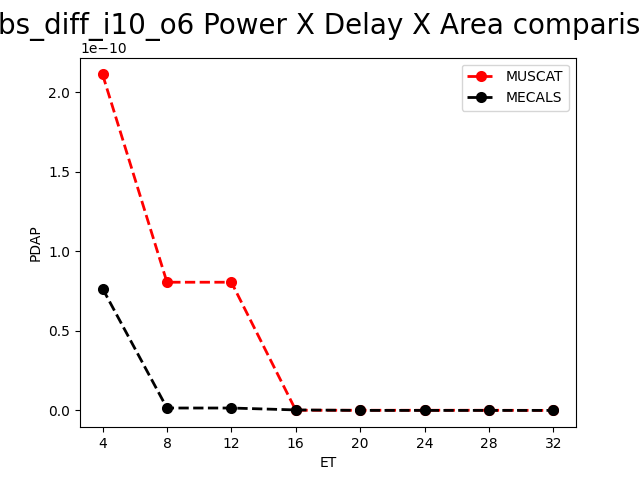 bs_diff_i10_o6 Power X Delay X Area comparis
1e−10
MUSCAT
MECALS
2.0
1.5
1.0
0.5
0.0
PDAP
4 8 12 16 20 24 28 32
ET